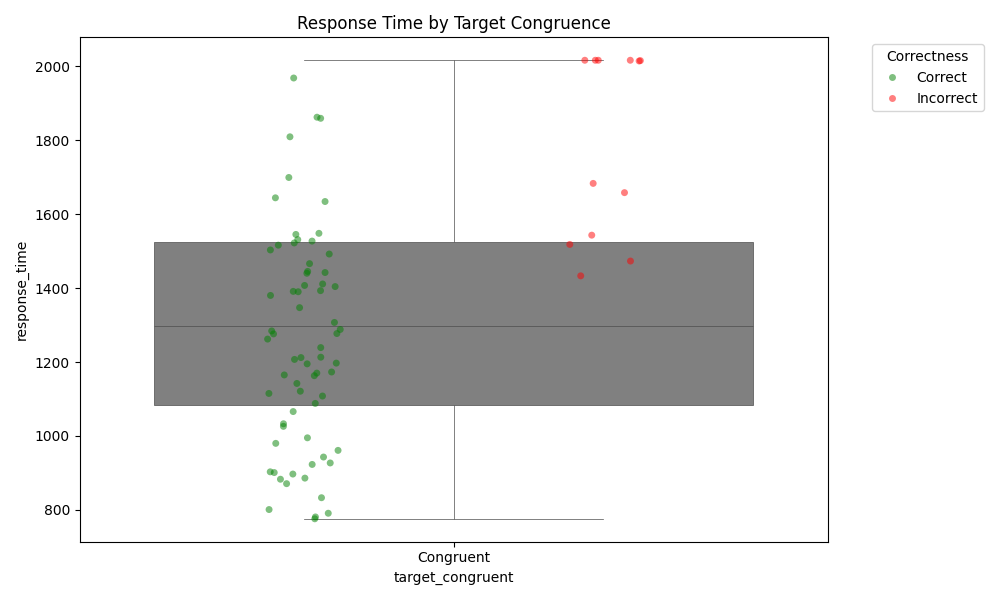 Response Time by Target Congruence
Correctness
Correct
Incorrect
response_time
2000
1800
1600
1400
1200
1000
800
Congruent
target_congruent